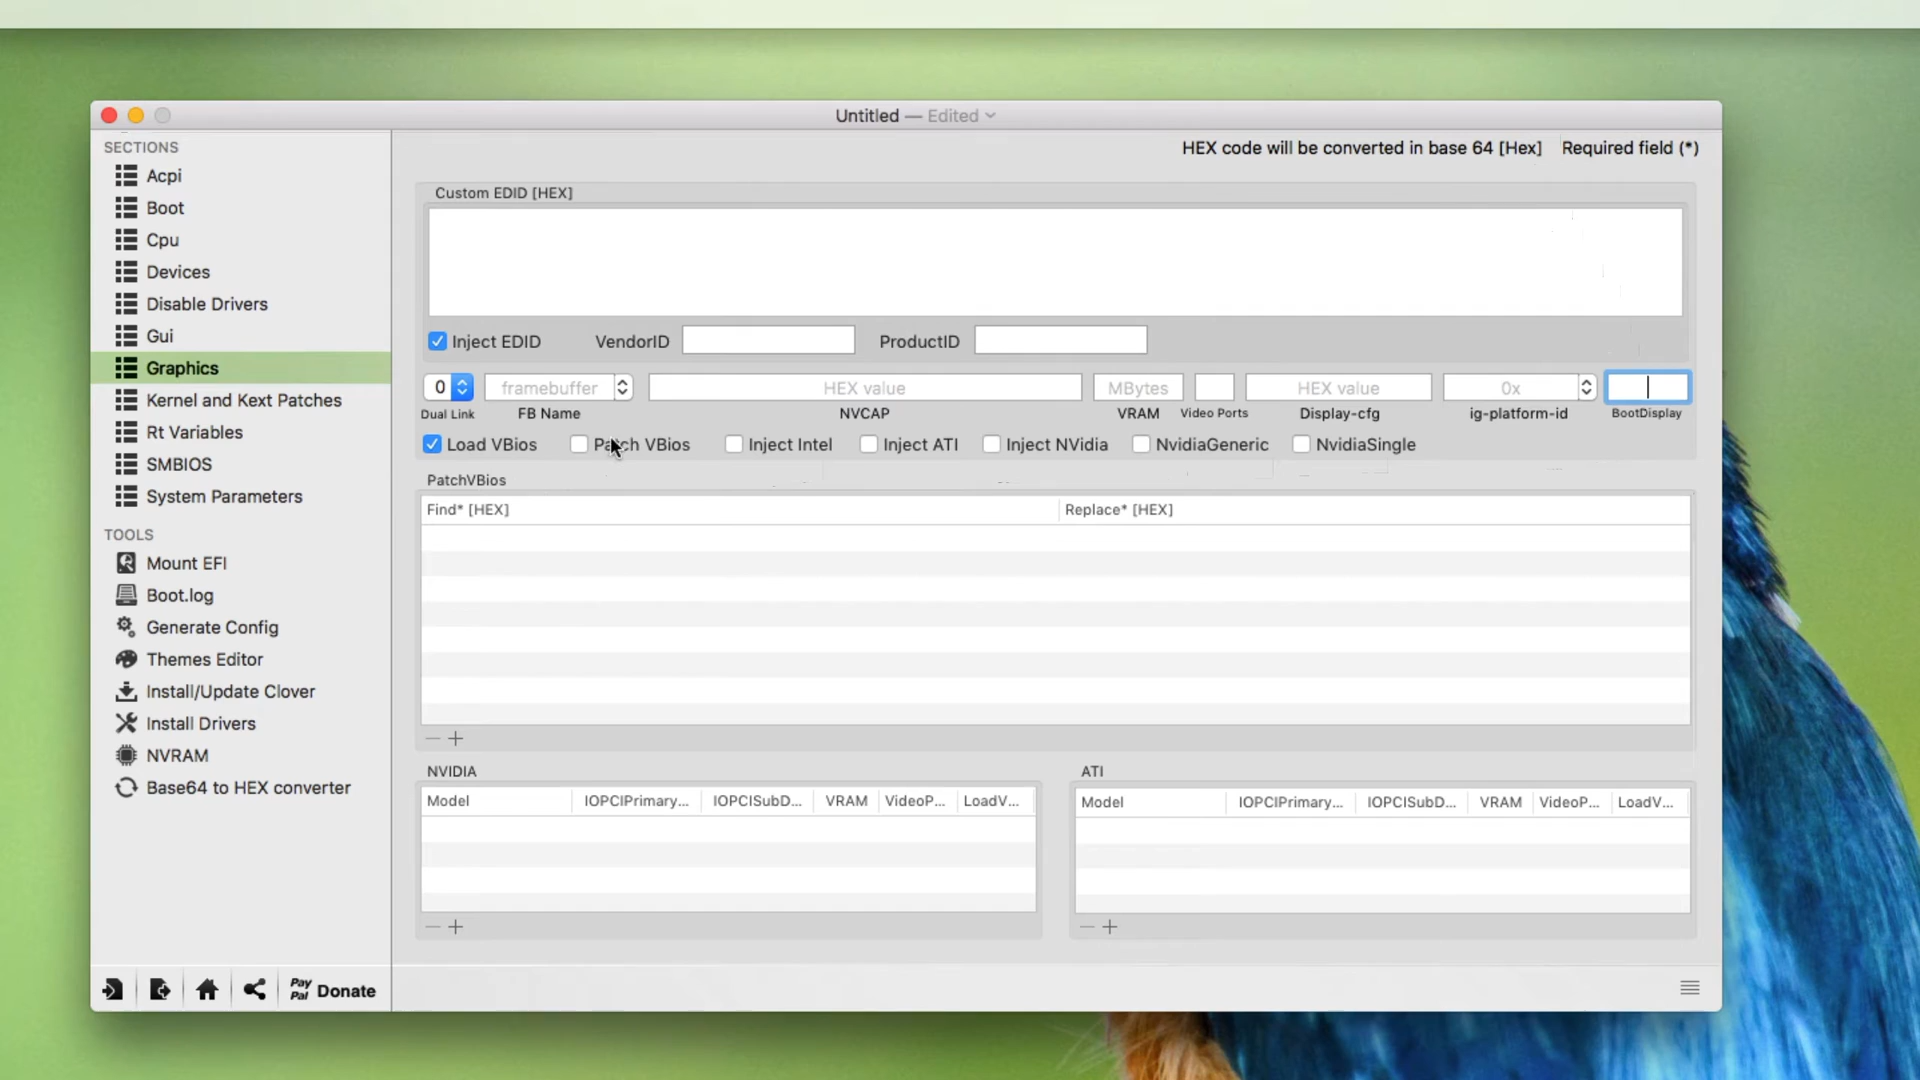 Untitled — Edited
SECTIONS
Acpi
Boot
Cpu
Devices
Disable Drivers
Gui
Graphics
Kernel and Kext Patches
Rt Variables
SMBIOS
System Parameters
TOOLS
Mount EFI
Boot.log
Generate Config
Themes Editor
Install/Update Clover
Install Drivers
NVRAM
Base64 to HEX converter
Pay Pal Donate
HEX code will be converted in base 64 [Hex] Required field (*)
Custom EDID [HEX]
Inject EDID VendorID ProductID
0 framebuffer HEX value MBytes HEX value 0x
Dual Link FB Name NVCAP VRAM Video Ports Display-cfg ig-platform-id BootDisplay
Load VBios Patch VBios Inject Intel Inject ATI Inject NVidia NvidiaGeneric NvidiaSingle
PatchVBios
Find* [HEX] Replace* [HEX]
NVIDIA
Model IOPCIPrimary... IOPCISubD... VRAM VideoP... LoadV...
ATI
Model IOPCIPrimary... IOPCISubD... VRAM VideoP... LoadV...